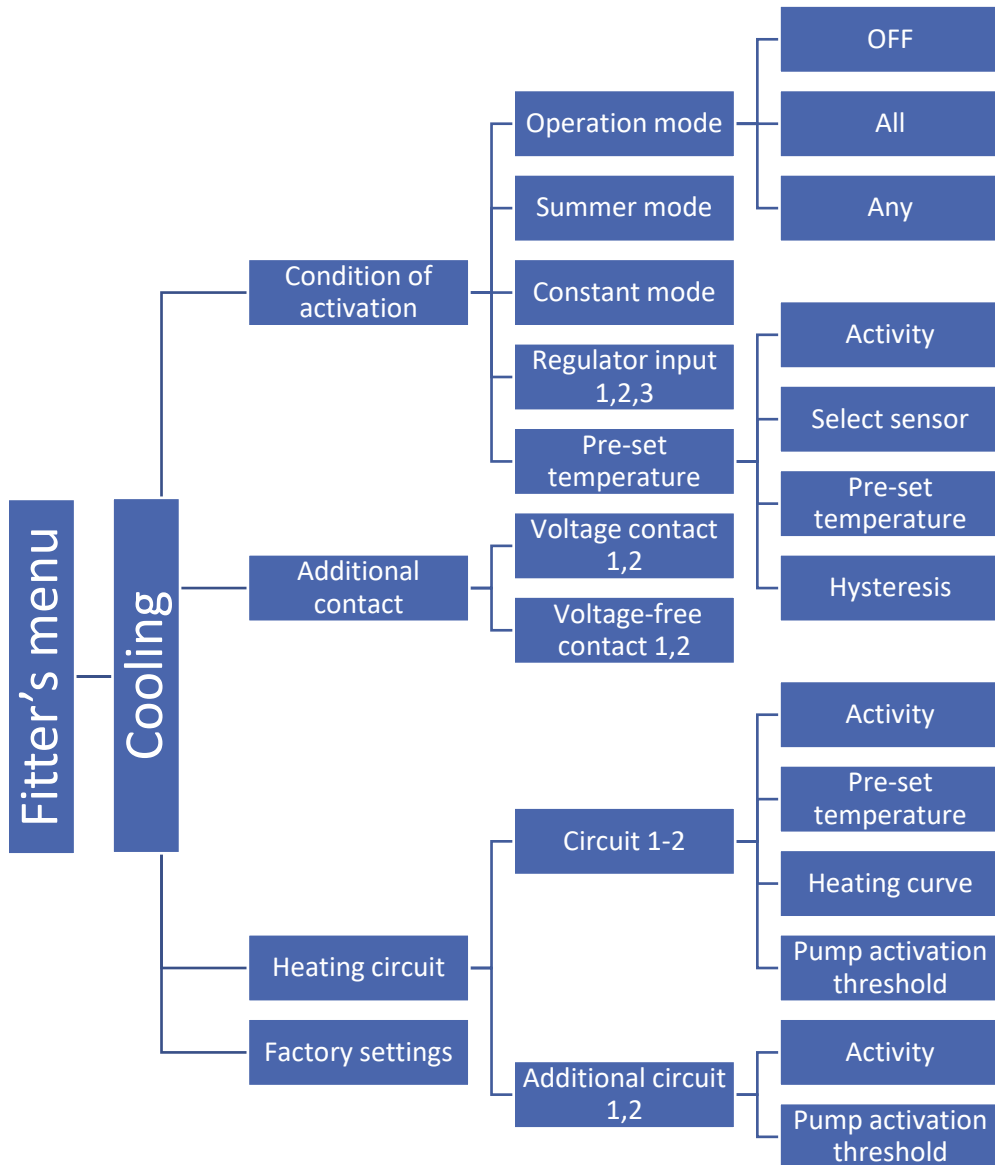 Fitter's menu
Cooling
Condition of
activation
Operation mode
OFF
All
Any
Summer mode
Constant mode
Regulator input
1,2,3
Pre-set
temperature
Activity
Select sensor
Pre-set
temperature
Hysteresis
Additional
contact
Voltage contact
1,2
Voltage-free
contact 1,2
Heating circuit
Circuit 1-2
Activity
Pre-set
temperature
Heating curve
Pump activation
threshold
Additional circuit
1,2
Activity
Pump activation
threshold
Factory settings